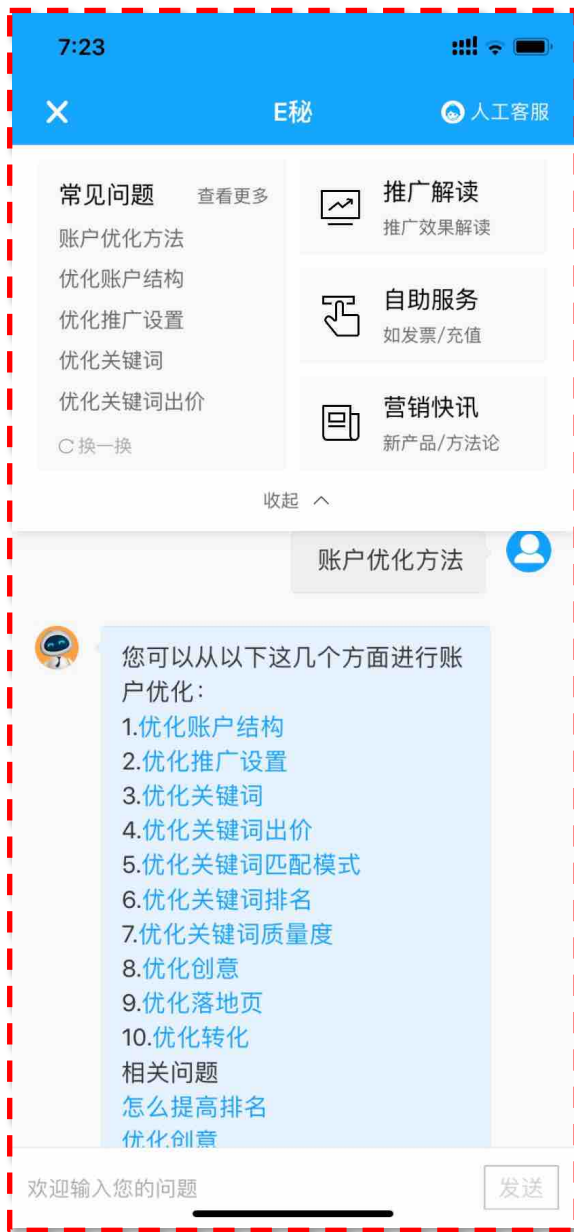 7:23
E秘
人工客服
常见问题 查看更多
账户优化方法
优化账户结构
优化推广设置
优化关键词
优化关键词出价
换一换
推广解读
推广效果解读
自助服务
如发票/充值
营销快讯
新产品/方法论
收起
账户优化方法
您可以从以下这几个方面进行账
户优化：
1.优化账户结构
2.优化推广设置
3.优化关键词
4.优化关键词出价
5.优化关键词匹配模式
6.优化关键词排名
7.优化关键词质量度
8.优化创意
9.优化落地页
10.优化转化
相关问题
怎么提高排名
优化创意
欢迎输入您的问题
发送